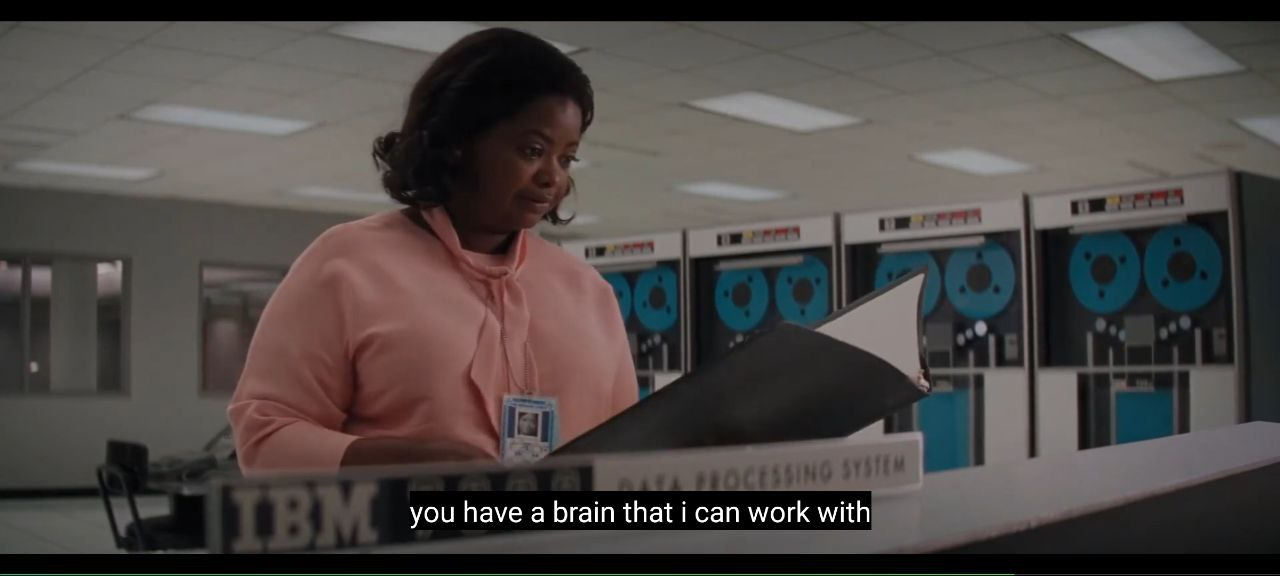 IBM
DATA PROCESSING SYSTEM
you have a brain that i can work with